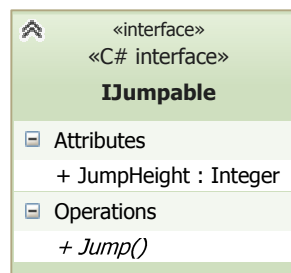 «interface»
«C# interface»
IJumpable
Attributes
+ JumpHeight : Integer
Operations
+ Jump()